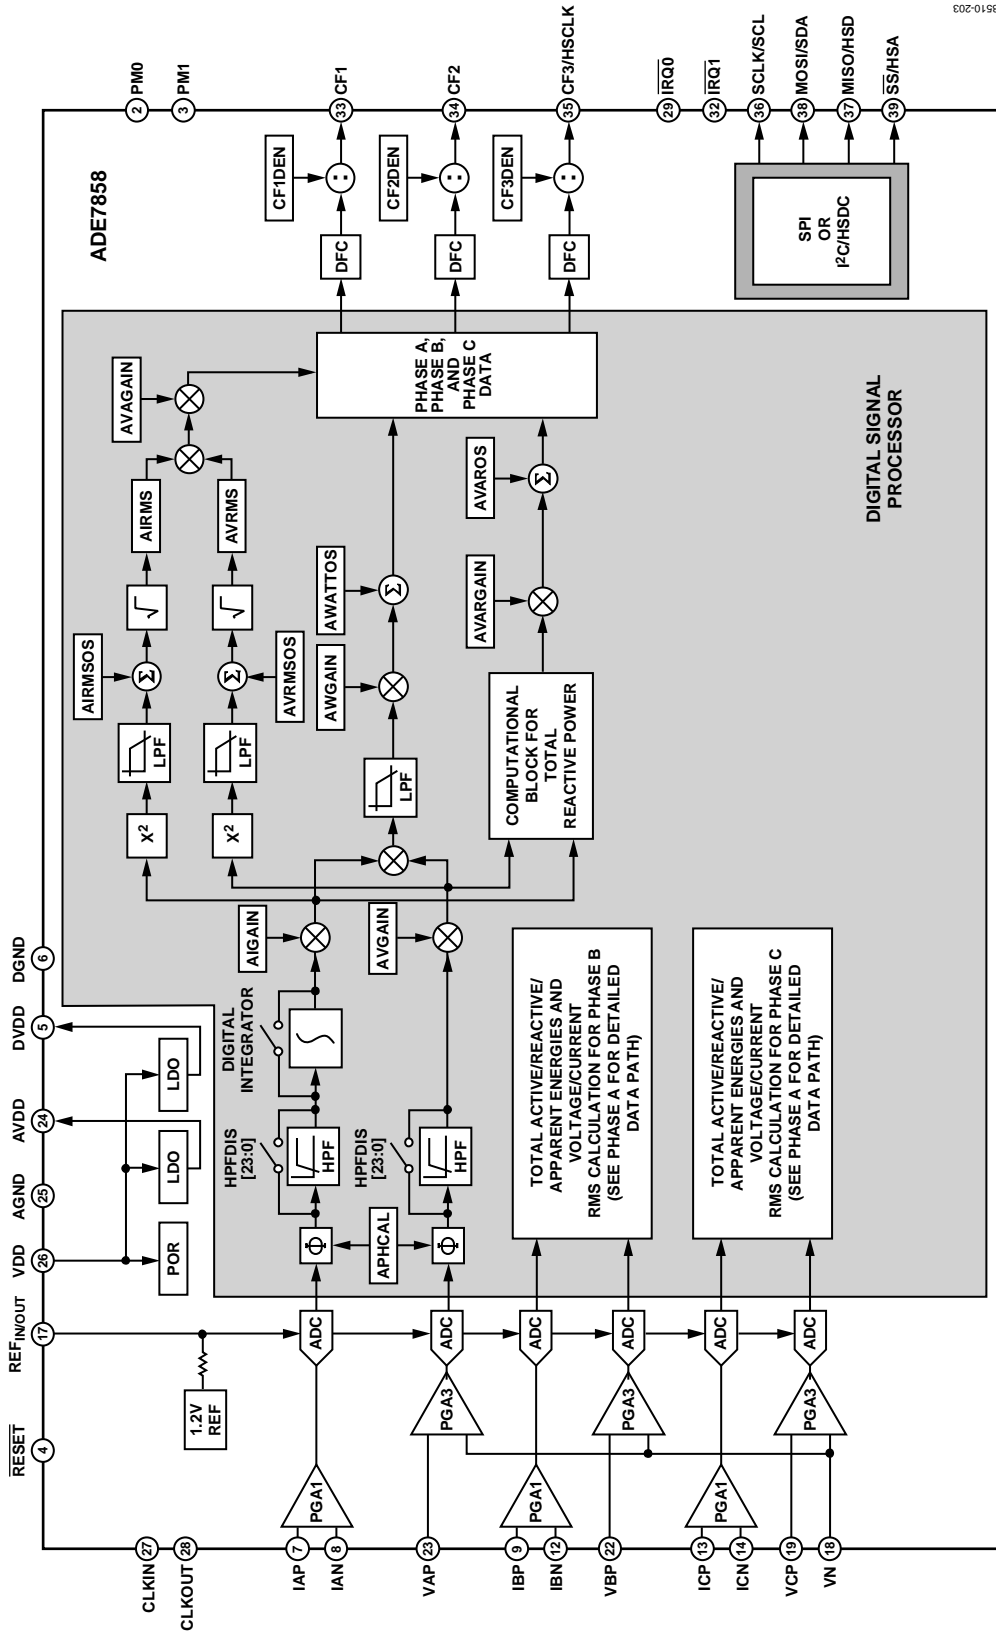 RESET
4
REFIN/OUT
17
VDD
26
AGND
25
AVDD
24
DVDD
5
DGND
6
CLKIN
27
CLKOUT
28
IAP
7
IAN
8
VAP
23
IBP
9
IBN
12
VBP
22
ICP
13
ICN
14
VCP
19
VN
18
1.2V
REF
POR
LDO
LDO
PGA1
PGA3
PGA1
PGA3
PGA1
PGA3
ADC
ADC
ADC
ADC
ADC
ADC
Φ
Φ
APHCAL
HPFDIS
[23:0]
HPF
HPFDIS
[23:0]
HPF
DIGITAL
INTEGRATOR
AIGAIN
AVGAIN
X²
X²
LPF
LPF
LPF
AIRMSOS
Σ
Σ
AVRMSOS
√
√
AIRMS
AVRMS
AVAGAIN
AWGAIN
AWATTOS
Σ
COMPUTATIONAL
BLOCK FOR
TOTAL
REACTIVE POWER
AVARGAIN
AVAROS
Σ
TOTAL ACTIVE/REACTIVE/
APPARENT ENERGIES AND
VOLTAGE/CURRENT
RMS CALCULATION FOR PHASE B
(SEE PHASE A FOR DETAILED
DATA PATH)
TOTAL ACTIVE/REACTIVE/
APPARENT ENERGIES AND
VOLTAGE/CURRENT
RMS CALCULATION FOR PHASE C
(SEE PHASE A FOR DETAILED
DATA PATH)
PHASE A,
PHASE B,
AND
PHASE C
DATA
DIGITAL SIGNAL
PROCESSOR
ADE7858
DFC
DFC
DFC
CF1DEN
:
CF2DEN
:
CF3DEN
:
SPI
OR
I²C/HSDC
2
PM0
3
PM1
33
CF1
34
CF2
35
CF3/HSCLK
29
IRQ0
32
IRQ1
36
SCLK/SCL
38
MOSI/SDA
37
MISO/HSD
39
SS/HSA
8510-203